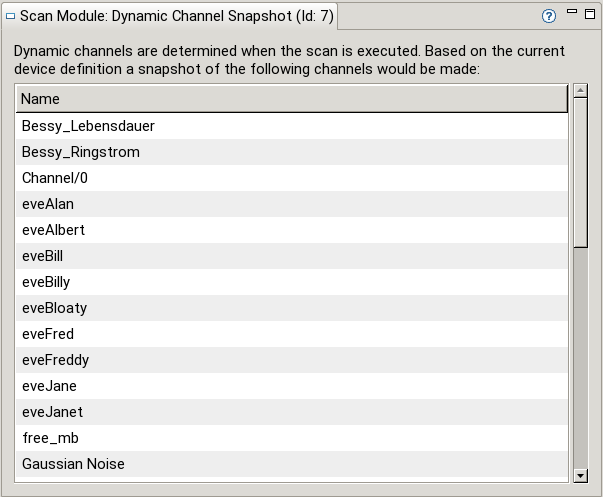 Scan Module: Dynamic Channel Snapshot (Id: 7)
Dynamic channels are determined when the scan is executed. Based on the current
device definition a snapshot of the following channels would be made:
Name
Bessy_Lebensdauer
Bessy_Ringstrom
Channel/0
eveAlan
eveAlbert
eveBill
eveBilly
eveBloaty
eveFred
eveFreddy
eveJane
eveJanet
free_mb
Gaussian Noise